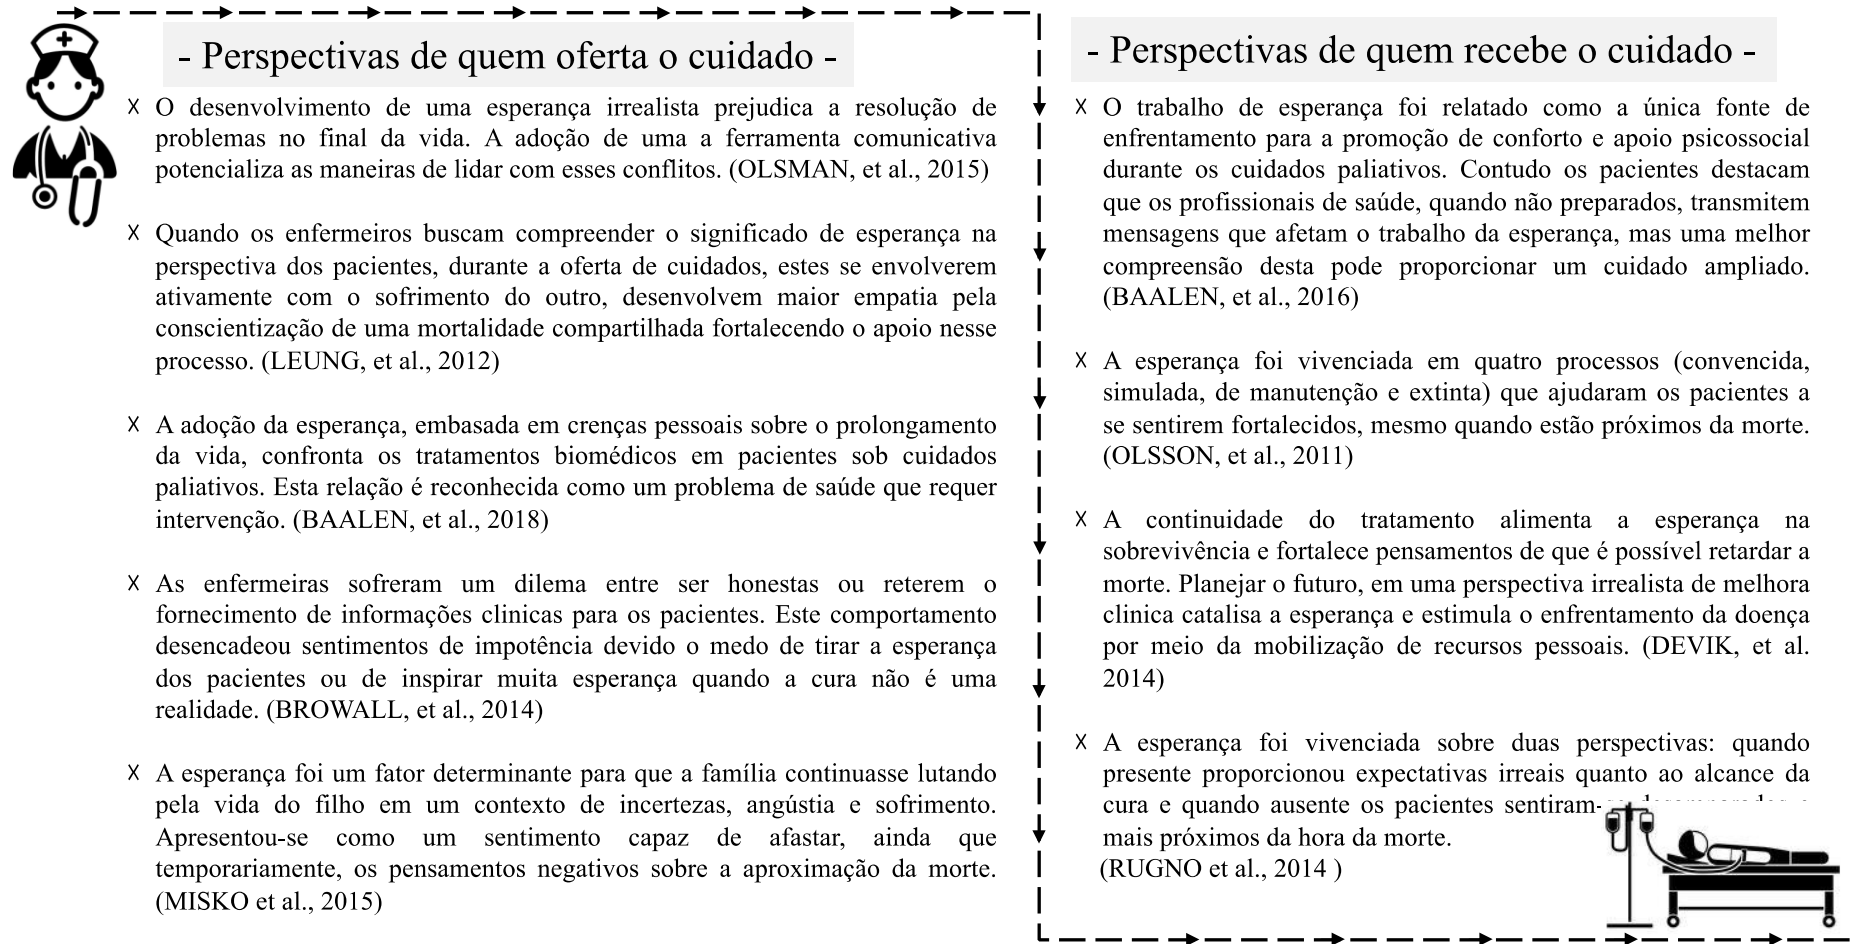 - Perspectivas de quem oferta o cuidado -
X O desenvolvimento de uma esperança irrealista prejudica a resolução de
problemas no final da vida. A adoção de uma a ferramenta comunicativa
potencializa as maneiras de lidar com esses conflitos. (OLSMAN, et al., 2015)
X Quando os enfermeiros buscam compreender o significado de esperança na
perspectiva dos pacientes, durante a oferta de cuidados, estes se envolverem
ativamente com o sofrimento do outro, desenvolvem maior empatia pela
conscientização de uma mortalidade compartilhada fortalecendo o apoio nesse
processo. (LEUNG, et al., 2012)
X A adoção da esperança, embasada em crenças pessoais sobre o prolongamento
da vida, confronta os tratamentos biomédicos em pacientes sob cuidados
paliativos. Esta relação é reconhecida como um problema de saúde que requer
intervenção. (BAALEN, et al., 2018)
X As enfermeiras sofreram um dilema entre ser honestas ou reterem o
fornecimento de informações clinicas para os pacientes. Este comportamento
desencadeou sentimentos de impotência devido o medo de tirar a esperança
dos pacientes ou de inspirar muita esperança quando a cura não é uma
realidade. (BROWALL, et al., 2014)
X A esperança foi um fator determinante para que a família continuasse lutando
pela vida do filho em um contexto de incertezas, angústia e sofrimento.
Apresentou-se como um sentimento capaz de afastar, ainda que
temporariamente, os pensamentos negativos sobre a aproximação da morte.
(MISKO et al., 2015)
- Perspectivas de quem recebe o cuidado -
X O trabalho de esperança foi relatado como a única fonte de
enfrentamento para a promoção de conforto e apoio psicossocial
durante os cuidados paliativos. Contudo os pacientes destacam
que os profissionais de saúde, quando não preparados, transmitem
mensagens que afetam o trabalho da esperança, mas uma melhor
compreensão desta pode proporcionar um cuidado ampliado.
(BAALEN, et al., 2016)
X A esperança foi vivenciada em quatro processos (convencida,
simulada, de manutenção e extinta) que ajudaram os pacientes a
se sentirem fortalecidos, mesmo quando estão próximos da morte.
(OLSSON, et al., 2011)
X A continuidade do tratamento alimenta a esperança na
sobrevivência e fortalece pensamentos de que é possível retardar a
morte. Planejar o futuro, em uma perspectiva irrealista de melhora
clinica catalisa a esperança e estimula o enfrentamento da doença
por meio da mobilização de recursos pessoais. (DEVIK, et al.
2014)
X A esperança foi vivenciada sobre duas perspectivas: quando
presente proporcionou expectativas irreais quanto ao alcance da
cura e quando ausente os pacientes sentiram-
mais próximos da hora da morte.
(RUGNO et al., 2014 )